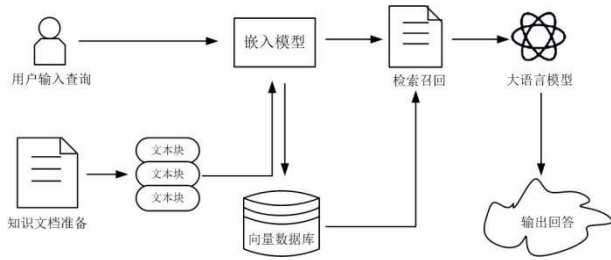 嵌入模型
用户输入查询
检索召回
大语言模型
文本块
文本块
文本块
知识文档准备
向量数据库
输出回答